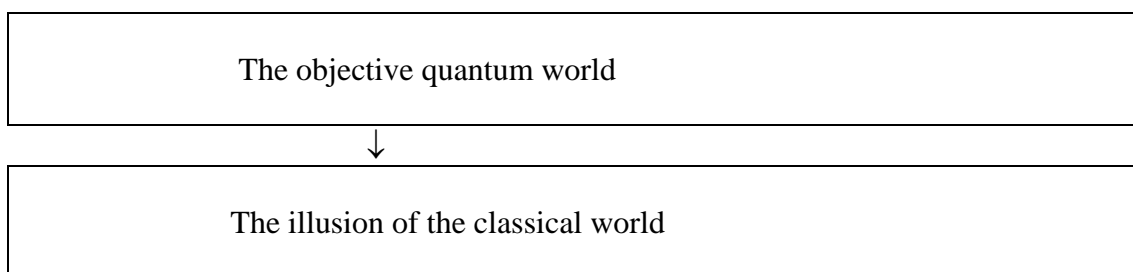 The objective quantum world
↓
The illusion of the classical world